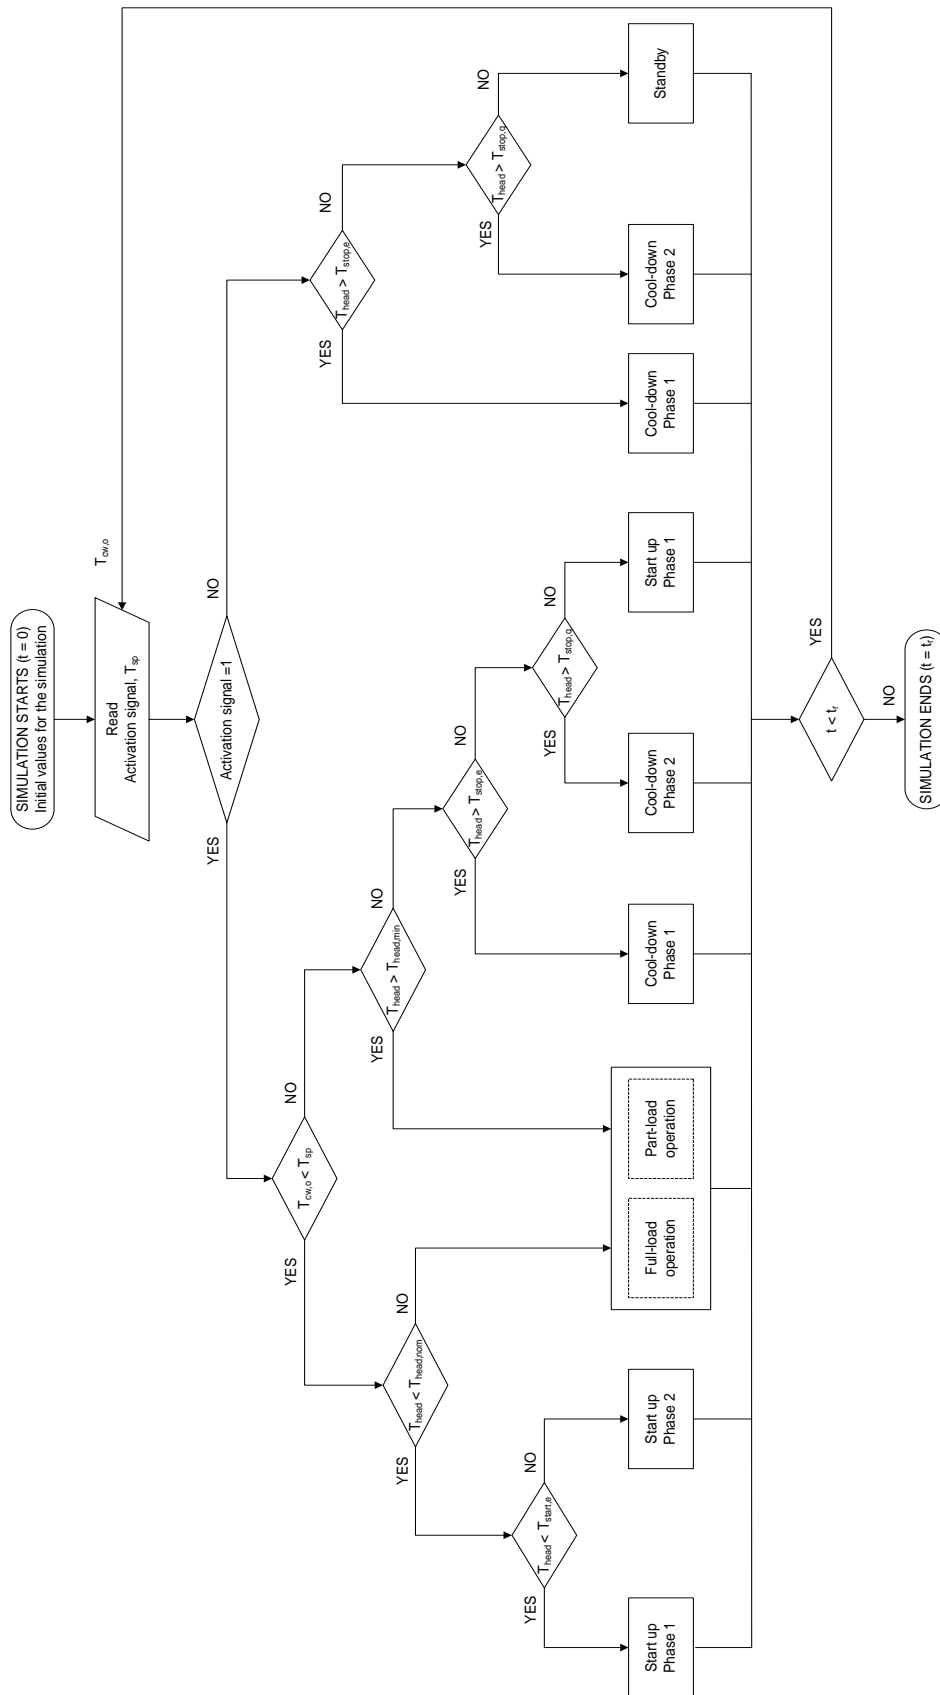 SIMULATION STARTS (t = 0)
Initial values for the simulation
T_cw,o
Read
Activation signal, T_sp
YES
Activation signal =1
NO
YES
T_cw,o < T_sp
NO
YES
T_head > T_stop,e
NO
YES
T_head > T_head,min
NO
YES
T_head < T_head,nom
NO
YES
T_head > T_stop,e
NO
YES
T_head > T_stop,q
NO
YES
T_head < T_start,e
NO
YES
T_head > T_stop,q
NO
Start up
Phase 1
Start up
Phase 2
Full-load
operation
Part-load
operation
Cool-down
Phase 1
Cool-down
Phase 2
Start up
Phase 1
Cool-down
Phase 1
Cool-down
Phase 2
Standby
t < t_f
YES
NO
SIMULATION ENDS (t = t_f)